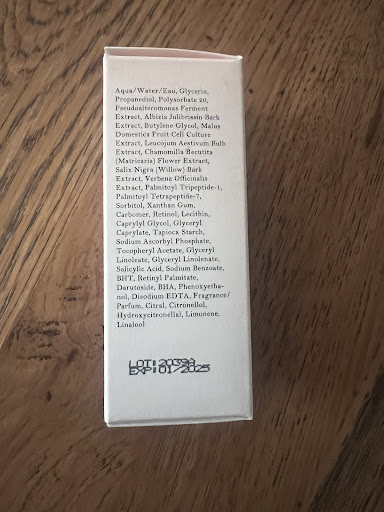 Aqua/Water/Eau, Glycerin,
Propanediol, Polysorbate 20,
Pseudoalteromonas Ferment
Extract, Albizia Julibrissin Bark
Extract, Butylene Glycol, Malus
Domestica Fruit Cell Culture
Extract, Leucojum Aestivum Bulb
Extract, Chamomilla Recutita
(Matricaria) Flower Extract,
Salix Nigra (Willow) Bark
Extract, Verbena Officinalis
Extract, Palmitoyl Tripeptide-1,
Palmitoyl Tetrapeptide-7,
Sorbitol, Xanthan Gum,
Carbomer, Retinol, Lecithin,
Caprylyl Glycol, Glyceryl
Caprylate, Tapioca Starch,
Sodium Ascorbyl Phosphate,
Tocopheryl Acetate, Glyceryl
Linoleate, Glyceryl Linolenate,
Salicylic Acid, Sodium Benzoate,
BHT, Retinyl Palmitate,
Darutoside, BHA, Phenoxyetha-
nol, Disodium EDTA, Fragrance/
Parfum, Citral, Citronellol,
Hydroxycitronellal, Limonene,
Linalool
LOT: 2039A
EXP: 01/2025